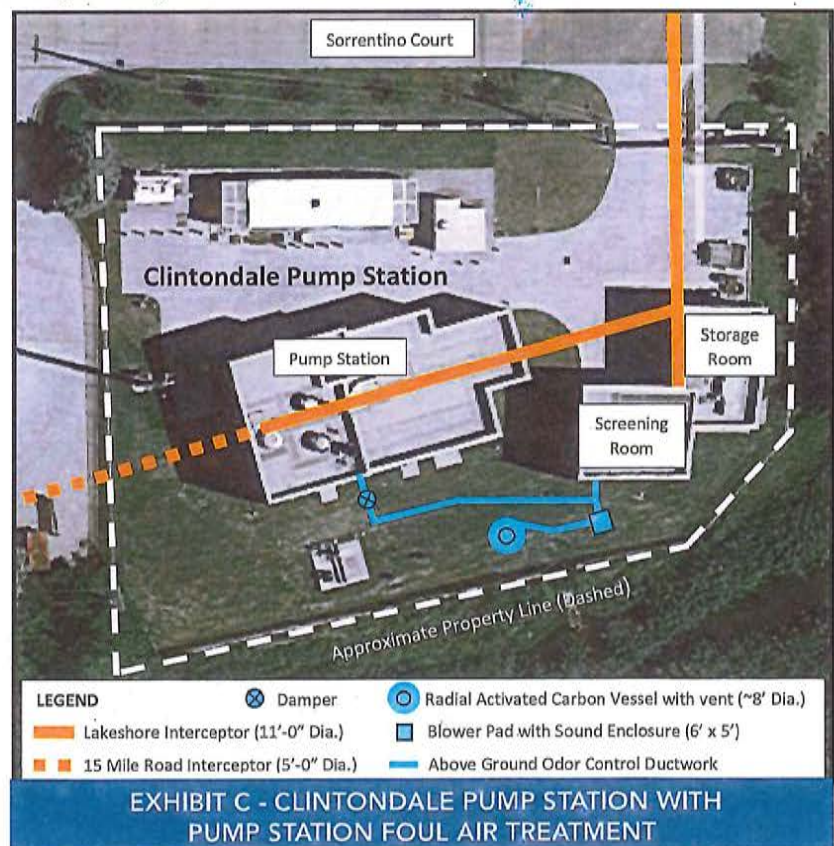 Sorrentino Court
Clintondale Pump Station
Pump Station
Storage
Room
Screening
Room
Approximate Property Line (Dashed)
LEGEND
Damper
Radial Activated Carbon Vessel with vent (~8' Dia.)
Lakeshore Interceptor (11'-0" Dia.)
Blower Pad with Sound Enclosure (6' x 5')
15 Mile Road Interceptor (5'-0" Dia.)
Above Ground Odor Control Ductwork
EXHIBIT C - CLINTONDALE PUMP STATION WITH
PUMP STATION FOUL AIR TREATMENT